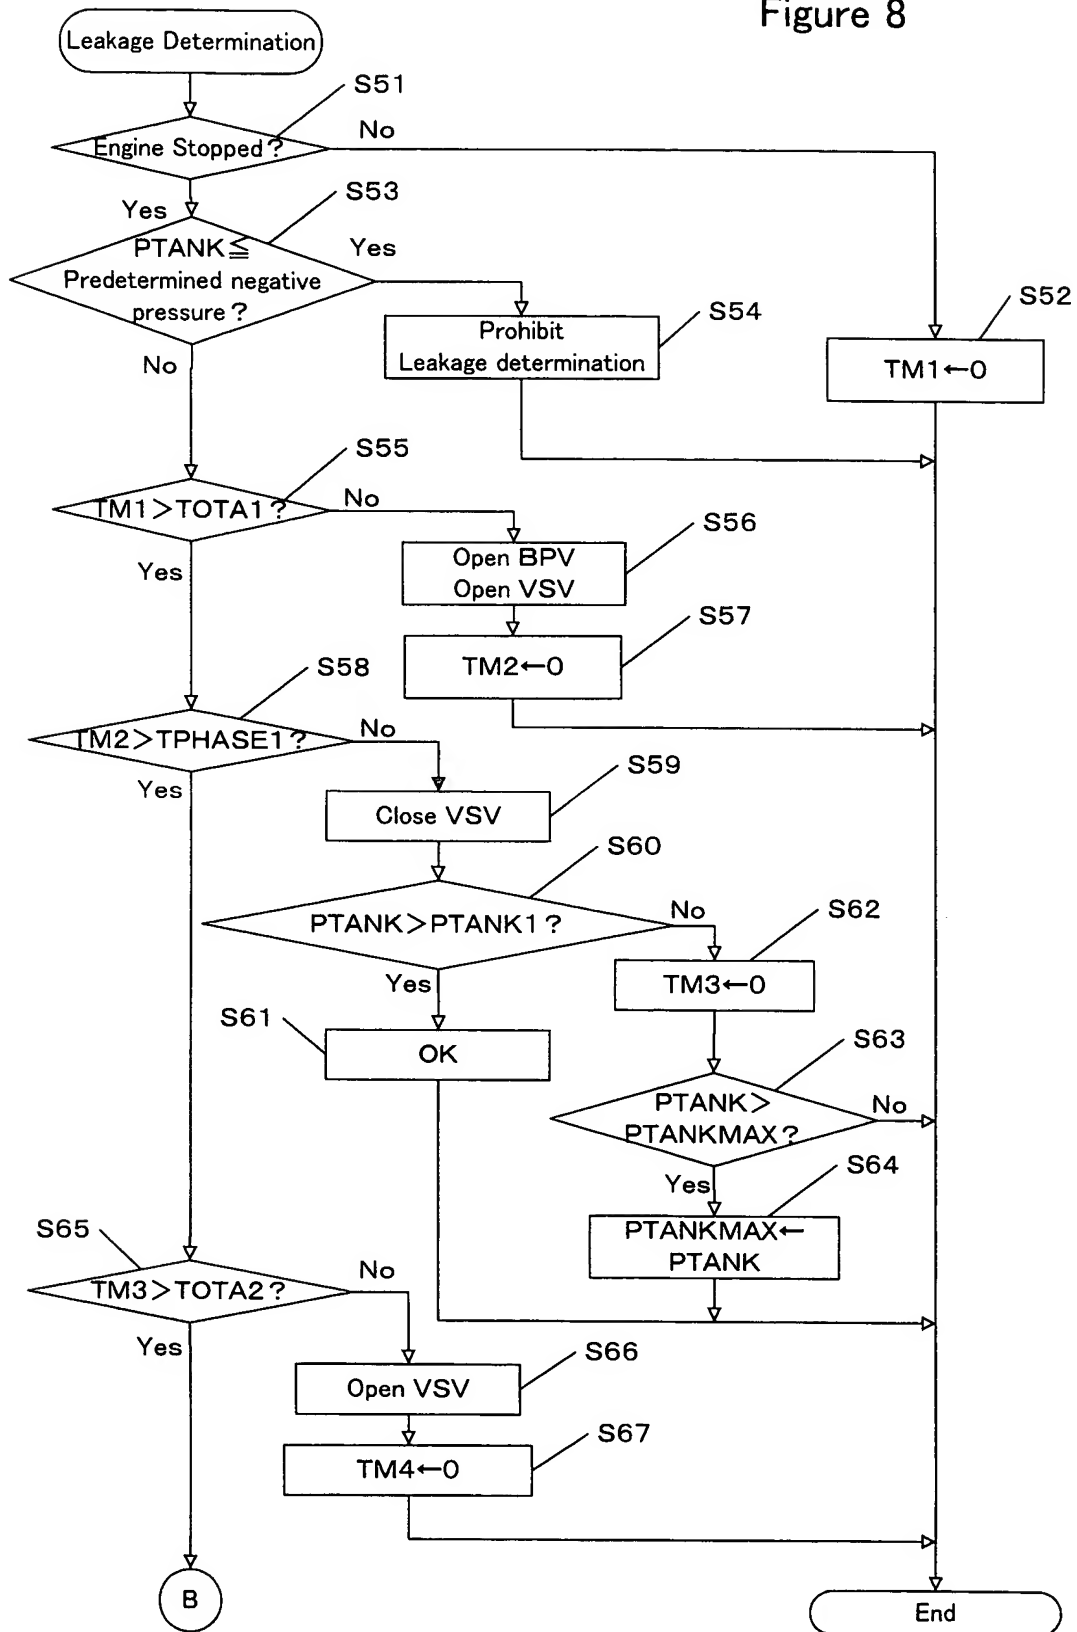 Figure 8
Leakage Determination
S51
Engine Stopped?
No
Yes
S53
PTANK≦
Predetermined negative
pressure?
Yes
No
S54
Prohibit
Leakage determination
S52
TM1←0
S55
TM1>TOTA1?
No
Yes
S56
Open BPV
Open VSV
S57
TM2←0
S58
TM2>TPHASE1?
No
Yes
S59
Close VSV
S60
PTANK>PTANK1?
No
Yes
S62
TM3←0
S61
OK
S63
PTANK>
PTANKMAX?
No
Yes
S64
PTANKMAX←
PTANK
S65
TM3>TOTA2?
No
Yes
S66
Open VSV
S67
TM4←0
B
End